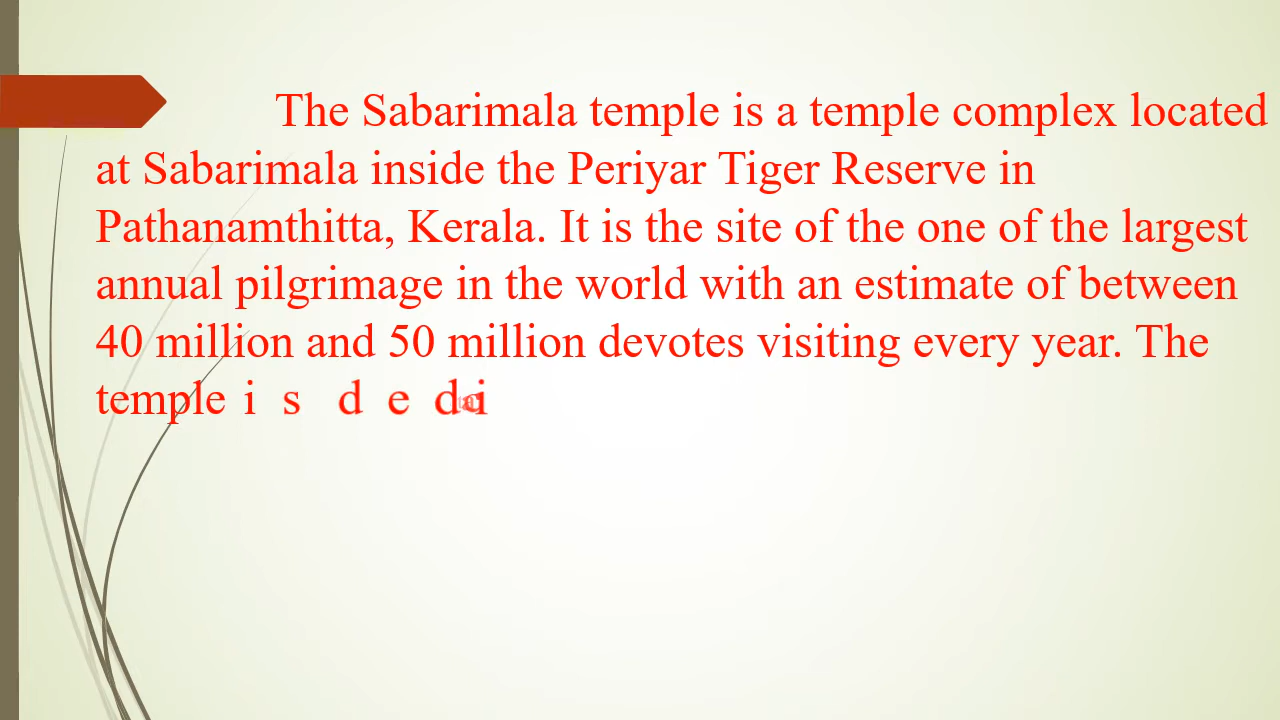 The Sabarimala temple is a temple complex located
at Sabarimala inside the Periyar Tiger Reserve in
Pathanamthitta, Kerala. It is the site of the one of the largest
annual pilgrimage in the world with an estimate of between
40 million and 50 million devotes visiting every year. The
temple is